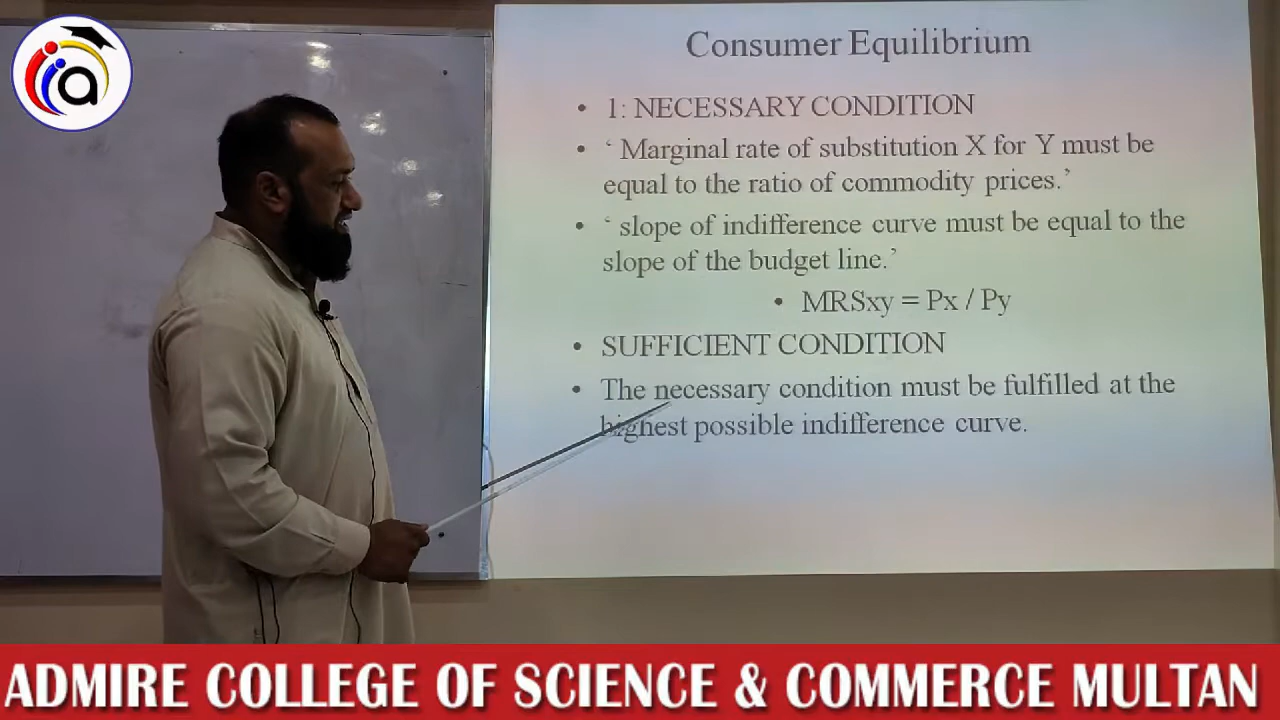 a
Consumer Equilibrium
• 1: NECESSARY CONDITION
• ‘ Marginal rate of substitution X for Y must be
equal to the ratio of commodity prices.’
• ‘ slope of indifference curve must be equal to the
slope of the budget line.’
• MRSxy = Px / Py
• SUFFICIENT CONDITION
• The necessary condition must be fulfilled at the
highest possible indifference curve.
ADMIRE COLLEGE OF SCIENCE & COMMERCE MULTAN